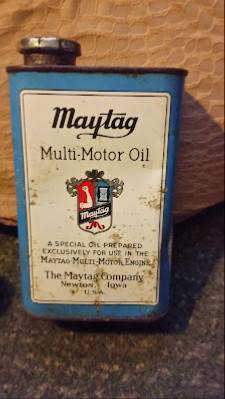 Maytag
Multi-Motor Oil
Maytag
A SPECIAL OIL PREPARED
EXCLUSIVELY FOR USE IN THE
MAYTAG MULTI-MOTOR ENGINE
The Maytag Company
Newton, Iowa
U.S.A.